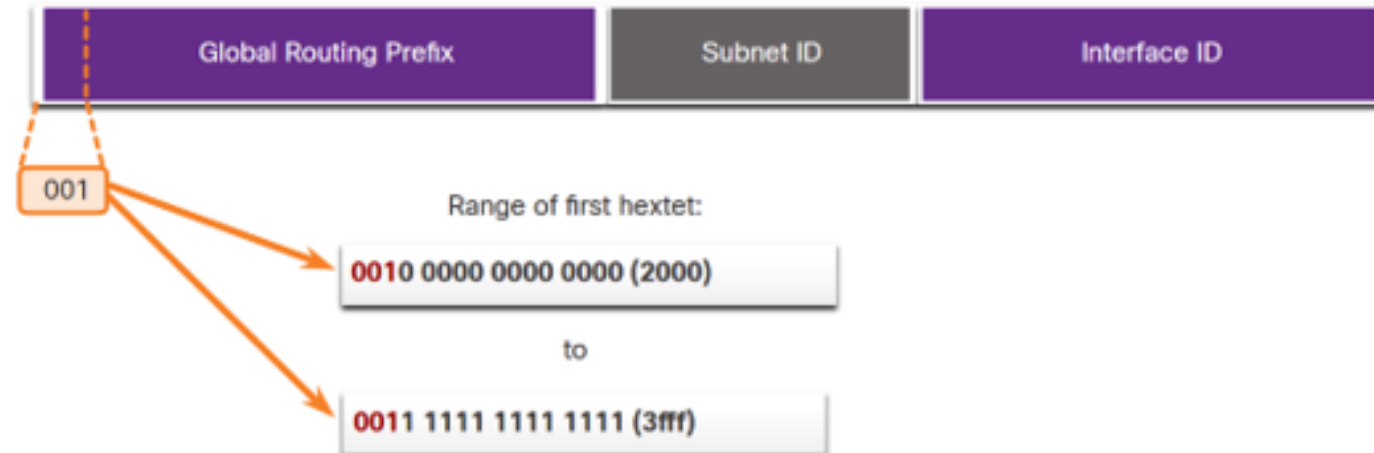 Global Routing Prefix
Subnet ID
Interface ID
001
Range of first hextet:
0010 0000 0000 0000 (2000)
to
0011 1111 1111 1111 (3fff)